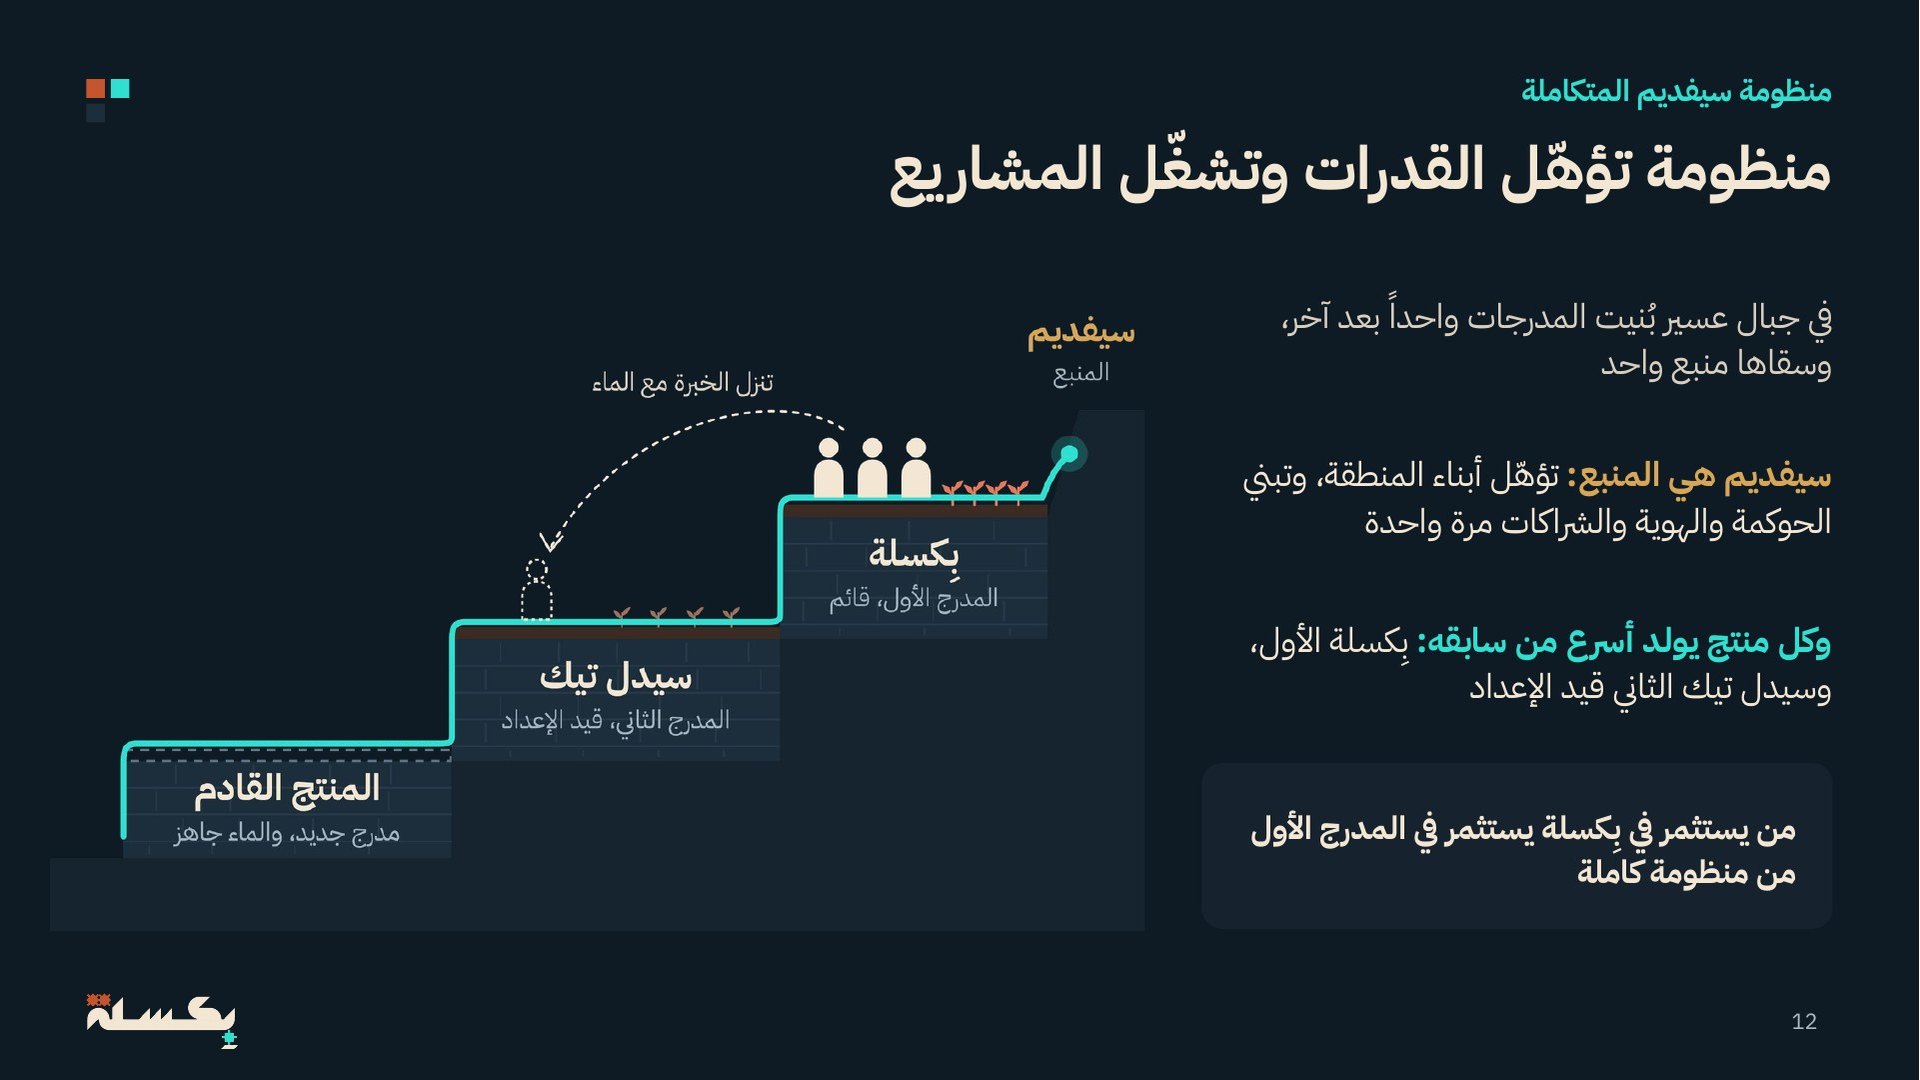 منظومة سيفديم المتكاملة
منظومة تؤهّل القدرات وتشغّل المشاريع
في جبال عسير بُنيت المدرجات واحداً بعد آخر،
وسقاها منبع واحد
سيفديم هي المنبع: تؤهّل أبناء المنطقة، وتبني
الحوكمة والهوية والشراكات مرة واحدة
وكل منتج يولد أسرع من سابقه: بِكسلة الأول،
وسيدل تيك الثاني قيد الإعداد
من يستثمر في بِكسلة يستثمر في المدرج الأول
من منظومة كاملة
سيفديم
المنبع
تنزل الخبرة مع الماء
بِكسلة
المدرج الأول، قائم
سيدل تيك
المدرج الثاني، قيد الإعداد
المنتج القادم
مدرج جديد، والماء جاهز
بِكسلة
12